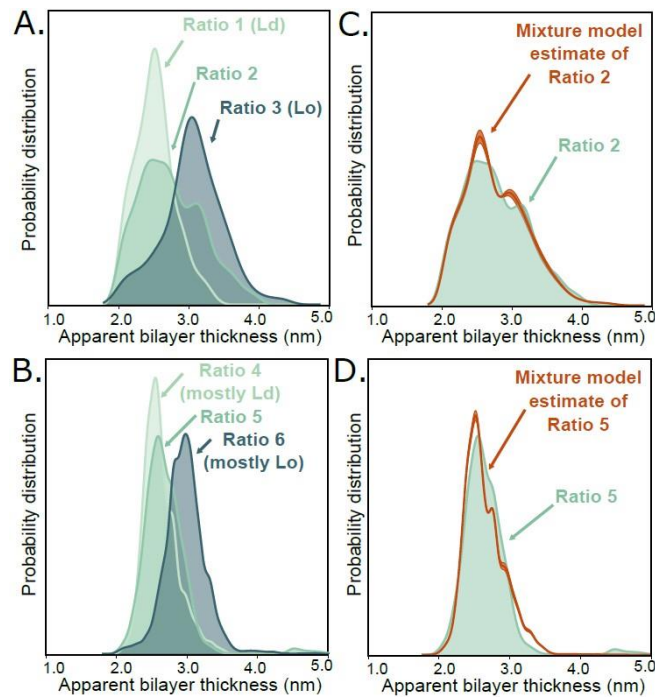 A.
Ratio 1 (Ld)
Ratio 2
Ratio 3 (Lo)
Probability distribution
1.0 2.0 3.0 4.0 5.0
Apparent bilayer thickness (nm)
C.
Mixture model
estimate of
Ratio 2
Ratio 2
Probability distribution
1.0 2.0 3.0 4.0 5.0
Apparent bilayer thickness (nm)
B.
Ratio 4
(mostly Ld)
Ratio 5
Ratio 6
(mostly Lo)
Probability distribution
1.0 2.0 3.0 4.0 5.0
Apparent bilayer thickness (nm)
D.
Mixture model
estimate of
Ratio 5
Ratio 5
Probability distribution
1.0 2.0 3.0 4.0 5.0
Apparent bilayer thickness (nm)